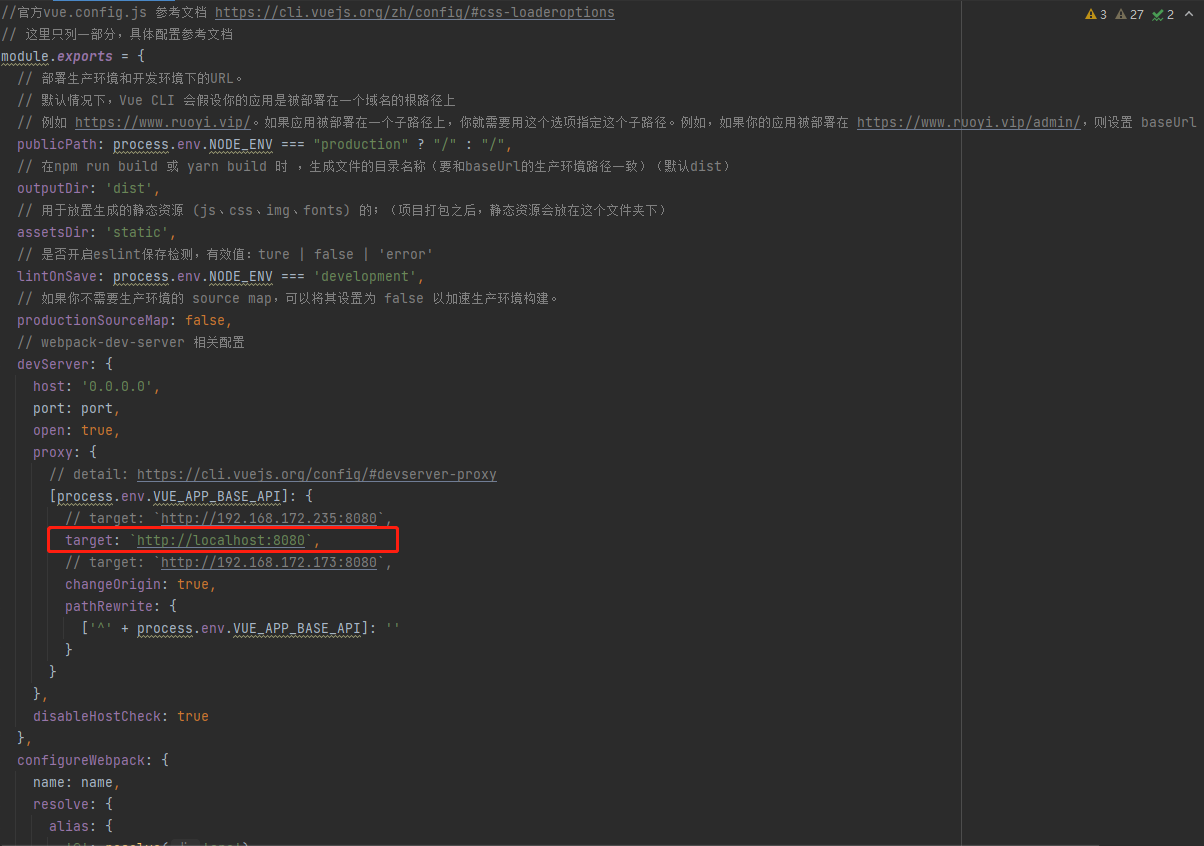 //官方vue.config.js 参考文档 https://cli.vuejs.org/zh/config/#css-loaderoptions
3 27 2
// 这里只列一部分，具体配置参考文档
module.exports = {
// 部署生产环境和开发环境下的URL。
// 默认情况下，Vue CLI 会假设你的应用是被部署在一个域名的根路径上
// 例如 https://www.ruoyi.vip/。如果应用被部署在一个子路径上，你就需要用这个选项指定这个子路径。例如，如果你的应用被部署在 https://www.ruoyi.vip/admin/，则设置 baseUrl
publicPath: process.env.NODE_ENV === "production" ? "/" : "/",
// 在npm run build 或 yarn build 时 ，生成文件的目录名称（要和baseUrl的生产环境路径一致）（默认dist）
outputDir: 'dist',
// 用于放置生成的静态资源 (js、css、img、fonts) 的；（项目打包之后，静态资源会放在这个文件夹下）
assetsDir: 'static',
// 是否开启eslint保存检测，有效值：ture | false | 'error'
lintOnSave: process.env.NODE_ENV === 'development',
// 如果你不需要生产环境的 source map，可以将其设置为 false 以加速生产环境构建。
productionSourceMap: false,
// webpack-dev-server 相关配置
devServer: {
host: '0.0.0.0',
port: port,
open: true,
proxy: {
// detail: https://cli.vuejs.org/config/#devserver-proxy
[process.env.VUE_APP_BASE_API]: {
// target: `http://192.168.172.235:8080`,
target: `http://localhost:8080`,
// target: `http://192.168.172.173:8080`,
changeOrigin: true,
pathRewrite: {
['^' + process.env.VUE_APP_BASE_API]: ''
}
}
},
disableHostCheck: true
},
configureWebpack: {
name: name,
resolve: {
alias: {